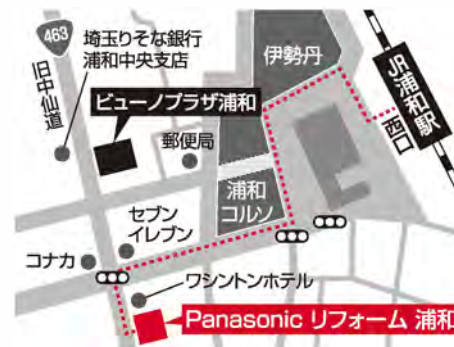 463
埼玉りそな銀行
浦和中央支店
旧中仙道
ビューノプラザ浦和
郵便局
伊勢丹
JR浦和駅
西口
浦和
コルソ
セブン
イレブン
コナカ
ワシントンホテル
Panasonic リフォーム 浦和